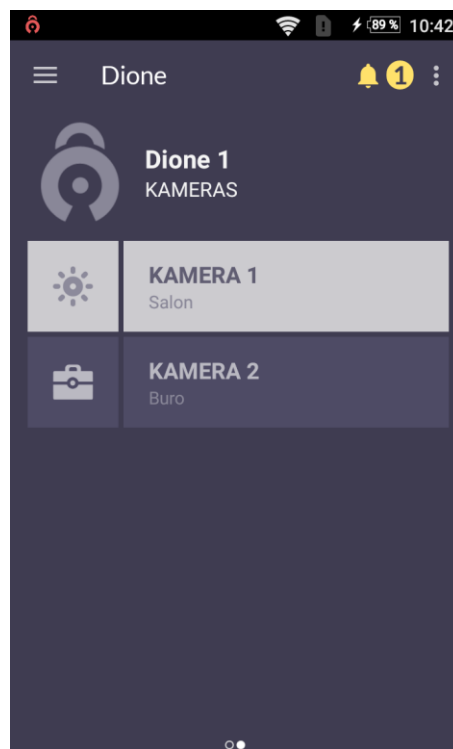 89 % 10:42
Dione 1
Dione 1
KAMERAS
KAMERA 1
Salon
KAMERA 2
Buro